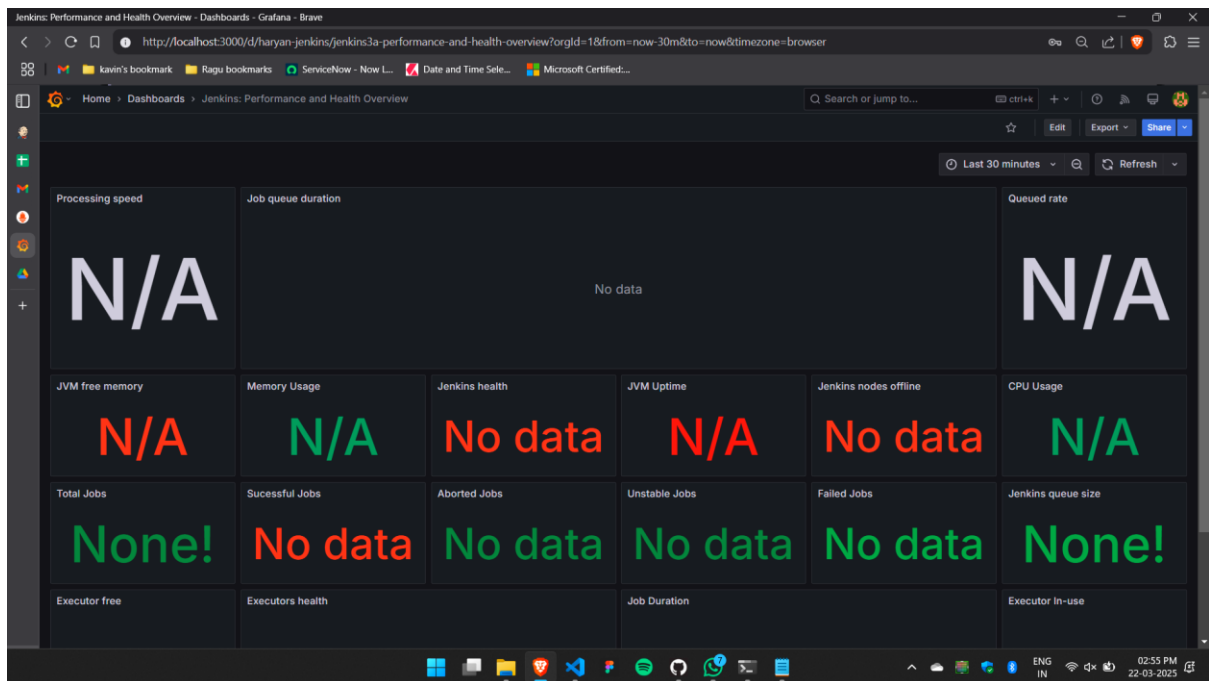 Jenkins: Performance and Health Overview - Dashboards - Grafana - Brave
http://localhost:3000/d/haryan-jenkins/jenkins3a-performance-and-health-overview?orgId=1&from=now-30m&to=now&timezone=browser
kavin's bookmark Ragu bookmarks ServiceNow - Now L... Date and Time Sele... Microsoft Certified:...
Home › Dashboards › Jenkins: Performance and Health Overview
Search or jump to... ctrl+k
Edit Export Share
Last 30 minutes Refresh
Processing speed Job queue duration Queued rate
N/A No data N/A
JVM free memory Memory Usage Jenkins health JVM Uptime Jenkins nodes offline CPU Usage
N/A N/A No data N/A No data N/A
Total Jobs Sucessful Jobs Aborted Jobs Unstable Jobs Failed Jobs Jenkins queue size
None! No data No data No data No data None!
Executor free Executors health Job Duration Executor In-use
ENG 02:55 PM
IN 22-03-2025